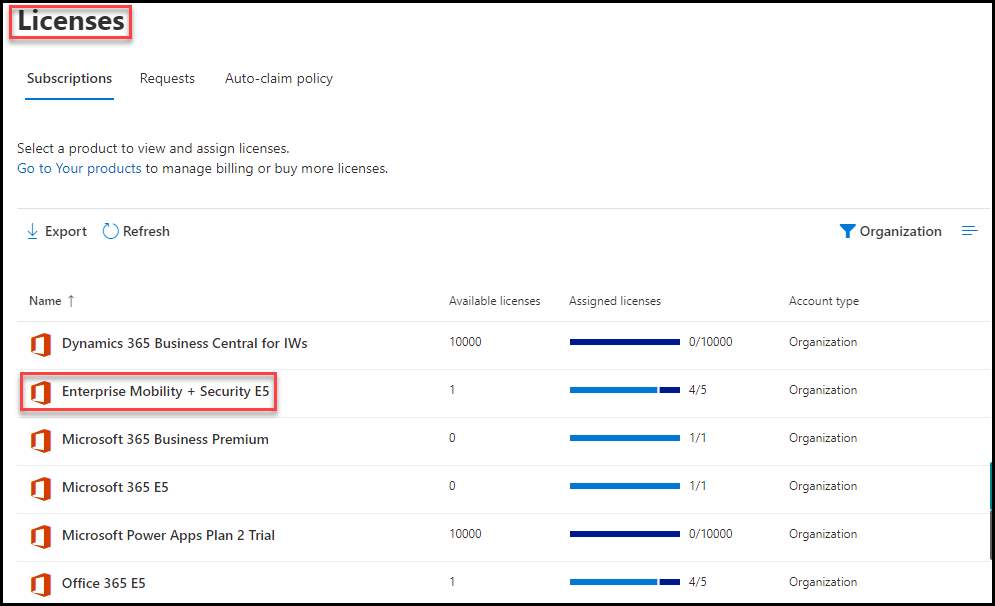 Licenses
Subscriptions Requests Auto-claim policy
Select a product to view and assign licenses.
Go to Your products to manage billing or buy more licenses.
Export Refresh Organization
Name ↑ Available licenses Assigned licenses Account type
Dynamics 365 Business Central for IWs 10000 0/10000 Organization
Enterprise Mobility + Security E5 1 4/5 Organization
Microsoft 365 Business Premium 0 1/1 Organization
Microsoft 365 E5 0 1/1 Organization
Microsoft Power Apps Plan 2 Trial 10000 0/10000 Organization
Office 365 E5 1 4/5 Organization